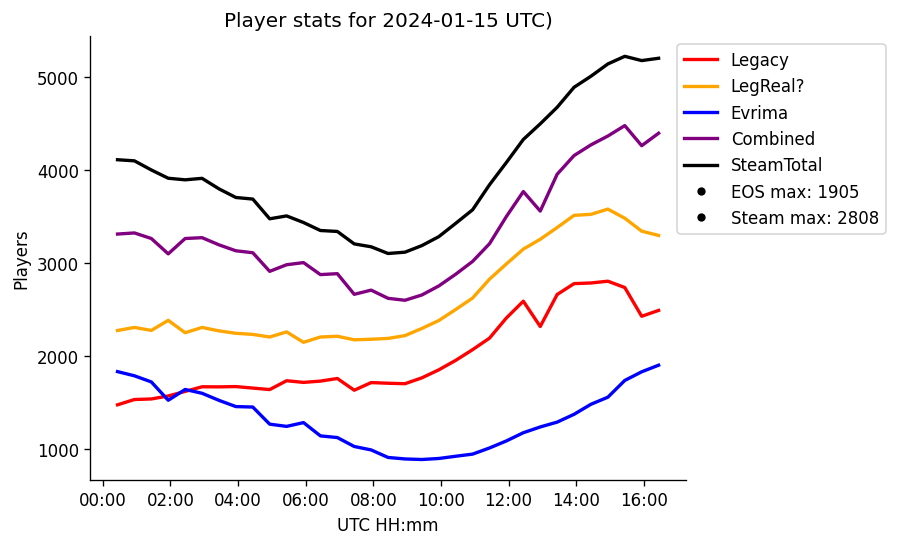 Player stats for 2024-01-15 UTC)
Legacy
LegReal?
Evrima
Combined
SteamTotal
EOS max: 1905
Steam max: 2808
Players
5000
4000
3000
2000
1000
00:00 02:00 04:00 06:00 08:00 10:00 12:00 14:00 16:00
UTC HH:mm